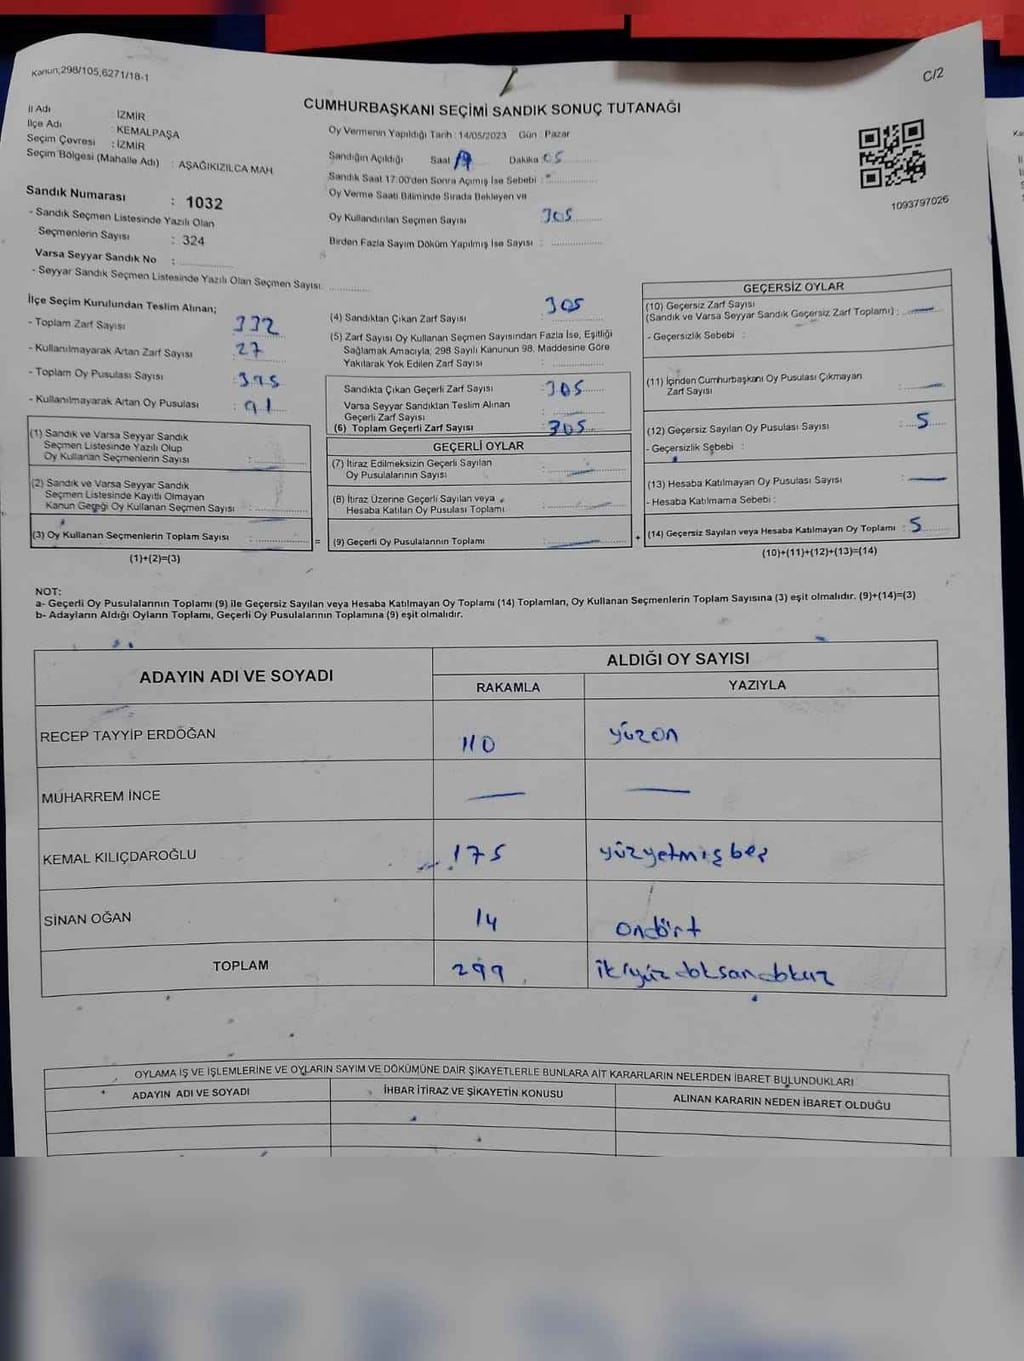 Kanun,298/105,6271/18-1
C/2
CUMHURBAŞKANI SEÇİMİ SANDIK SONUÇ TUTANAĞI
İl Adı : İZMİR
İlçe Adı : KEMALPAŞA
Seçim Çevresi : İZMİR
Seçim Bölgesi (Mahalle Adı) : AŞAĞIKIZILCA MAH
Sandık Numarası : 1032
- Sandık Seçmen Listesinde Yazılı Olan
Seçmenlerin Sayısı : 324
Varsa Seyyar Sandık No :
- Seyyar Sandık Seçmen Listesinde Yazılı Olan Seçmen Sayısı:
Oy Vermenin Yapıldığı Tarih : 14/05/2023 Gün : Pazar
Sandığın Açıldığı Saat Dakika 05
Sandık Saat 17:00'den Sonra Açımış İse Sebebi :
Oy Verme Saati Bitiminde Sırada Bekleyen ve
Oy Kullandırılan Seçmen Sayısı 305
Birden Fazla Sayım Döküm Yapılmış İse Sayısı :
1093797026
İlçe Seçim Kurulundan Teslim Alınan;
- Toplam Zarf Sayısı : 332
- Kullanılmayarak Artan Zarf Sayısı : 27
- Toplam Oy Pusulası Sayısı : 395
- Kullanılmayarak Artan Oy Pusulası : 91
(1) Sandık ve Varsa Seyyar Sandık
Seçmen Listesinde Yazılı Olup
Oy Kullanan Seçmenlerin Sayısı :
(2) Sandık ve Varsa Seyyar Sandık
Seçmen Listesinde Kayıtlı Olmayan
Kanun Gereği Oy Kullanan Seçmen Sayısı :
(3) Oy Kullanan Seçmenlerin Toplam Sayısı : =
(1)+(2)=(3)
(4) Sandıktan Çıkan Zarf Sayısı : 305
(5) Zarf Sayısı Oy Kullanan Seçmen Sayısından Fazla İse, Eşitliği
Sağlamak Amacıyla; 298 Sayılı Kanunun 98. Maddesine Göre
Yakılarak Yok Edilen Zarf Sayısı :
Sandıkta Çıkan Geçerli Zarf Sayısı : 305
Varsa Seyyar Sandıktan Teslim Alınan
Geçerli Zarf Sayısı :
(6) Toplam Geçerli Zarf Sayısı : 305
GEÇERLİ OYLAR
(7) İtiraz Edilmeksizin Geçerli Sayılan
Oy Pusulalarının Sayısı : —
(8) İtiraz Üzerine Geçerli Sayılan veya
Hesaba Katılan Oy Pusulası Toplamı : —
(9) Geçerli Oy Pusulalarının Toplamı : — +
GEÇERSİZ OYLAR
(10) Geçersiz Zarf Sayısı
(Sandık ve Varsa Seyyar Sandık Geçersiz Zarf Toplamı) : —
- Geçersizlik Sebebi :
(11) İçinden Cumhurbaşkanı Oy Pusulası Çıkmayan
Zarf Sayısı : —
(12) Geçersiz Sayılan Oy Pusulası Sayısı : 5
- Geçersizlik Sebebi :
(13) Hesaba Katılmayan Oy Pusulası Sayısı : —
- Hesaba Katılmama Sebebi :
(14) Geçersiz Sayılan veya Hesaba Katılmayan Oy Toplamı : 5
(10)+(11)+(12)+(13)=(14)
NOT:
a- Geçerli Oy Pusulalarının Toplamı (9) ile Geçersiz Sayılan veya Hesaba Katılmayan Oy Toplamı (14) Toplamları, Oy Kullanan Seçmenlerin Toplam Sayısına (3) eşit olmalıdır. (9)+(14)=(3)
b- Adayların Aldığı Oyların Toplamı, Geçerli Oy Pusulalarının Toplamına (9) eşit olmalıdır.
ADAYIN ADI VE SOYADI ALDIĞI OY SAYISI
RAKAMLA YAZIYLA
RECEP TAYYİP ERDOĞAN 110 yüzon
MUHARREM İNCE — —
KEMAL KILIÇDAROĞLU 175 yüzyetmişbeş
SİNAN OĞAN 14 ondört
TOPLAM 299 ikiyüz doksandokuz
OYLAMA İŞ VE İŞLEMLERİNE VE OYLARIN SAYIM VE DÖKÜMÜNE DAİR ŞİKAYETLERLE BUNLARA AİT KARARLARIN NELERDEN İBARET BULUNDUKLARI
ADAYIN ADI VE SOYADI İHBAR İTİRAZ VE ŞİKAYETİN KONUSU ALINAN KARARIN NEDEN İBARET OLDUĞU